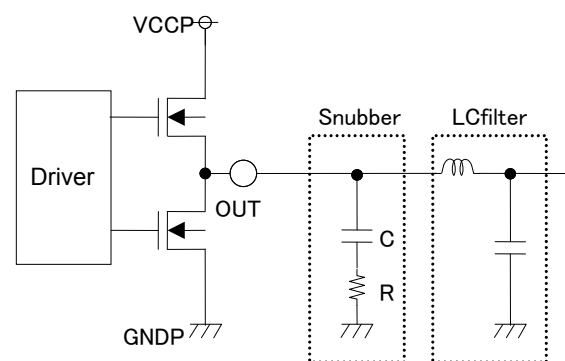 VCCP
Snubber
LCfilter
Driver
OUT
C
R
GNDP